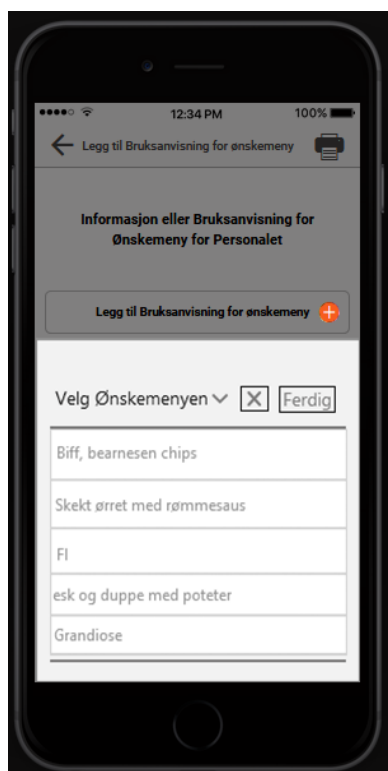 12:34 PM
100%
Legg til Bruksanvisning for ønskemeny
Informasjon eller Bruksanvisning for
Ønskemeny for Personalet
Legg til Bruksanvisning for ønskemeny
Velg Ønskemenyen
Ferdig
Biff, bearnesen chips
Skekt ørret med rømmesaus
FI
esk og duppe med poteter
Grandiose